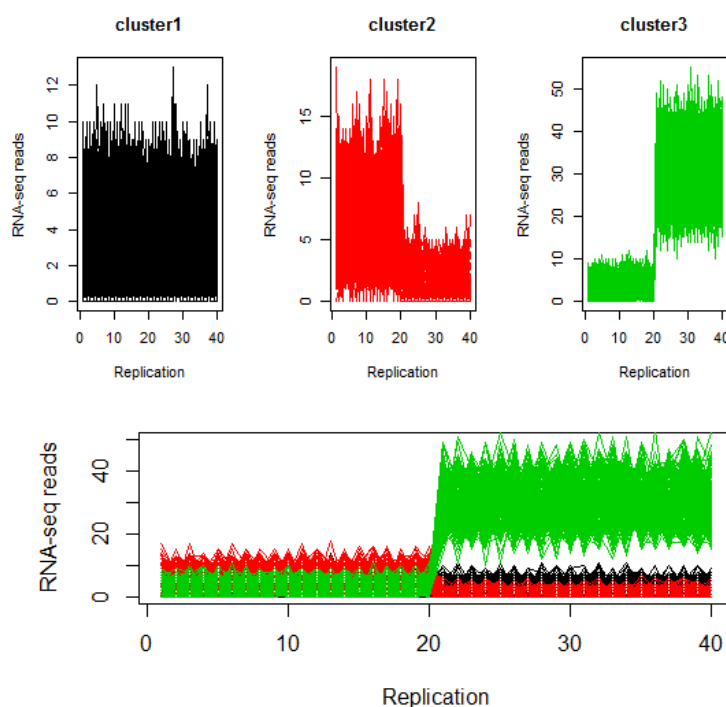 cluster1
cluster2
cluster3
RNA-seq reads
0 2 4 6 8 10 12
0 10 20 30 40
Replication
RNA-seq reads
0 5 10 15
0 10 20 30 40
Replication
RNA-seq reads
0 10 20 30 40 50
0 10 20 30 40
Replication
RNA-seq reads
0 20 40
0 10 20 30 40
Replication